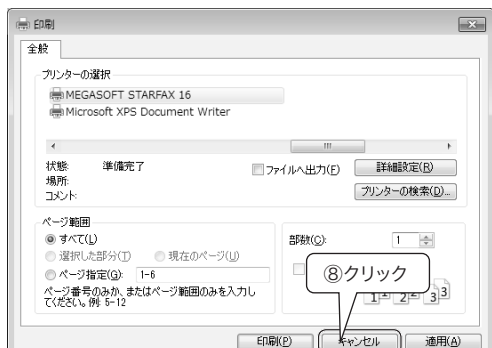 印刷
全般
プリンターの選択
MEGASOFT STARFAX 16
Microsoft XPS Document Writer
状態: 準備完了
場所:
コメント:
ファイルへ出力(F)
詳細設定(R)
プリンターの検索(D)...
ページ範囲
すべて(L)
選択した部分(T) 現在のページ(U)
ページ指定(G): 1-6
ページ番号のみか、またはページ範囲のみを入力し
てください。例: 5-12
部数(C): 1
⑧クリック
11 22 33
印刷(P) キャンセル 適用(A)